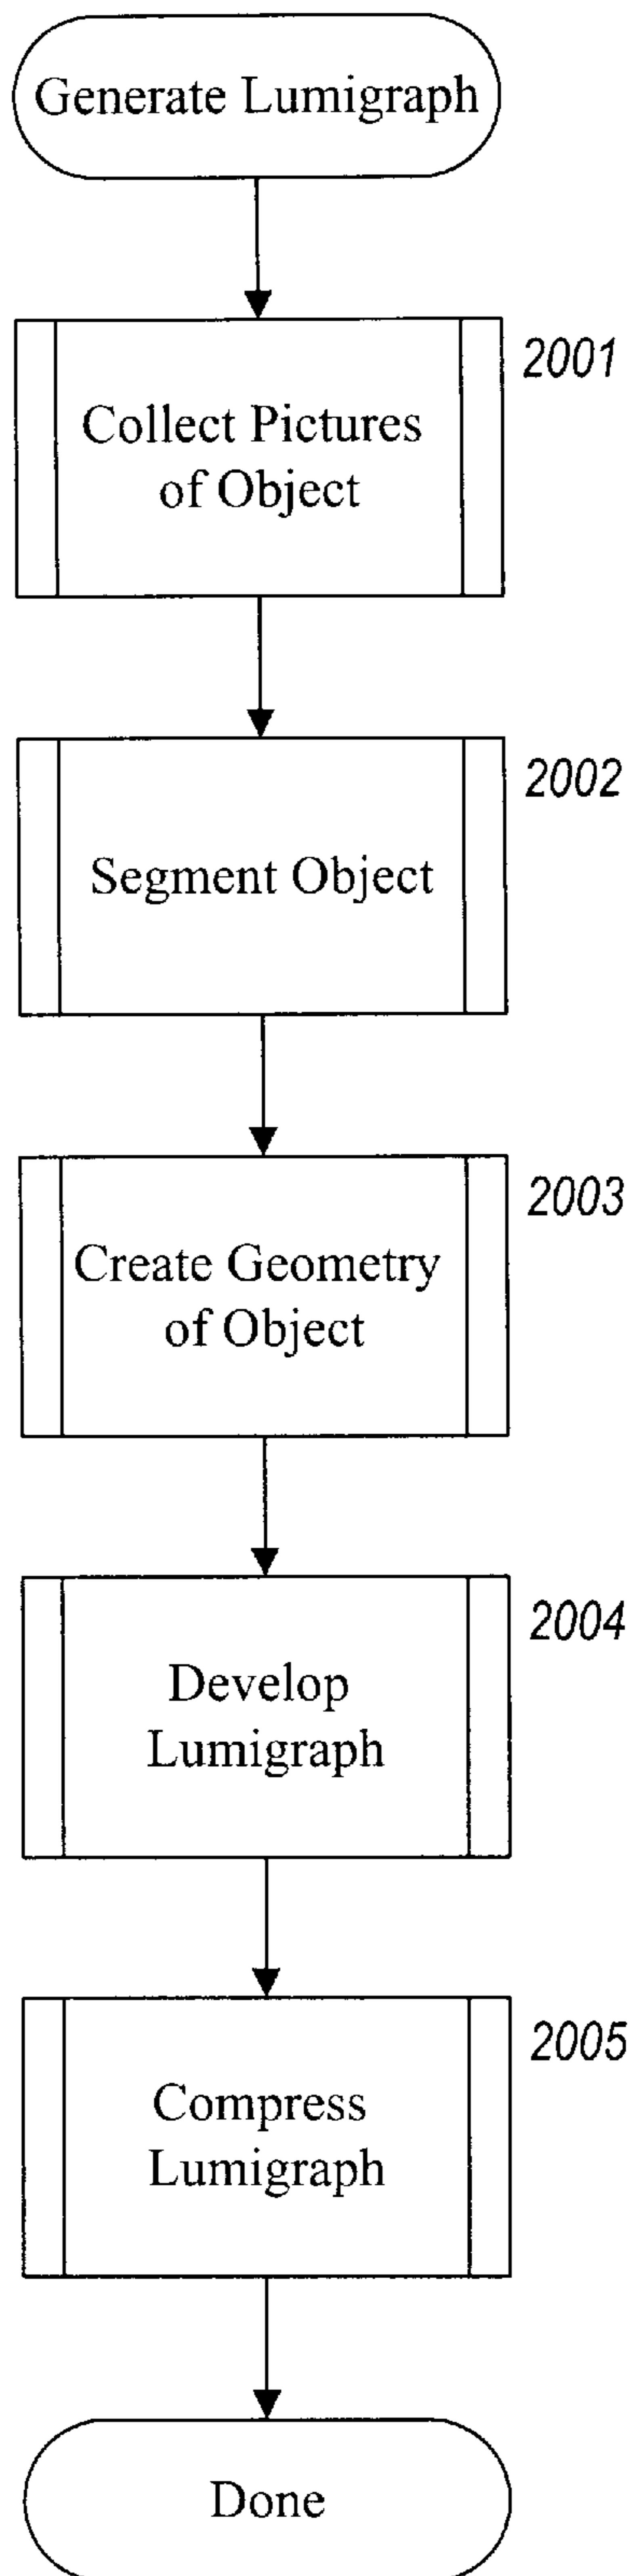 Generate Lumigraph
2001
Collect Pictures
of Object
2002
Segment Object
2003
Create Geometry
of Object
2004
Develop
Lumigraph
2005
Compress
Lumigraph
Done